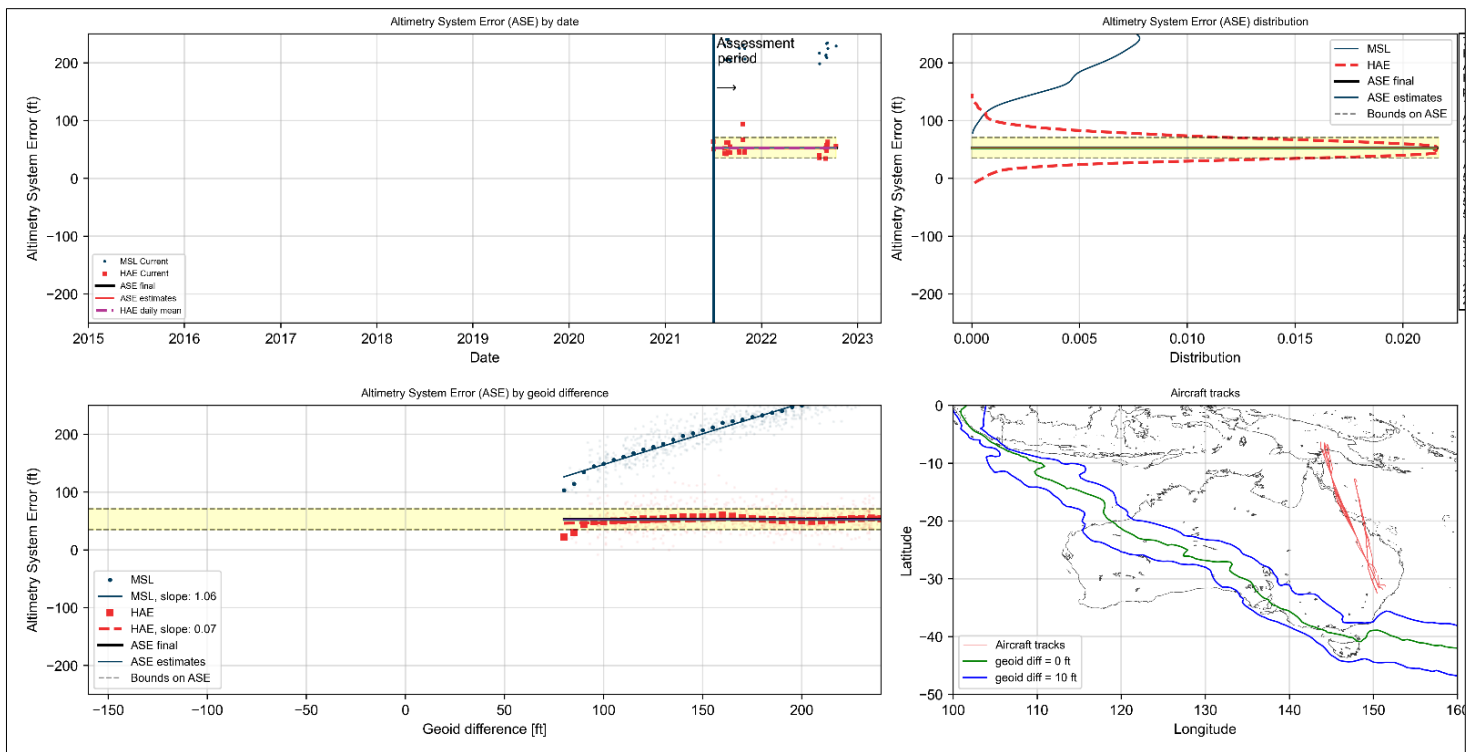 Altimetry System Error (ASE) by date
Altimetry System Error (ASE)
200
100
0
−100
−200
Assessment
period
MSL Current
HAE Current
ASE final
ASE estimates
HAE daily mean
2015 2016 2017 2018 2019 2020 2021 2022 2023
Date
Altimetry System Error (ASE) distribution
Altimetry System Error (ft)
200
100
0
−100
−200
MSL
HAE
ASE final
ASE estimates
Bounds on ASE
0.000 0.005 0.010 0.015 0.020
Distribution
Altimetry System Error (ASE) by geoid difference
Altimetry System Error (ft)
200
100
0
−100
−200
MSL
MSL, slope: 1.06
HAE
HAE, slope: 0.07
ASE final
ASE estimates
Bounds on ASE
−150 −100 −50 0 50 100 150 200
Geoid difference [ft]
Aircraft tracks
Latitude
0
−10
−20
−30
−40
−50
Aircraft tracks
geoid diff = 0 ft
geoid diff = 10 ft
100 110 120 130 140 150 160
Longitude